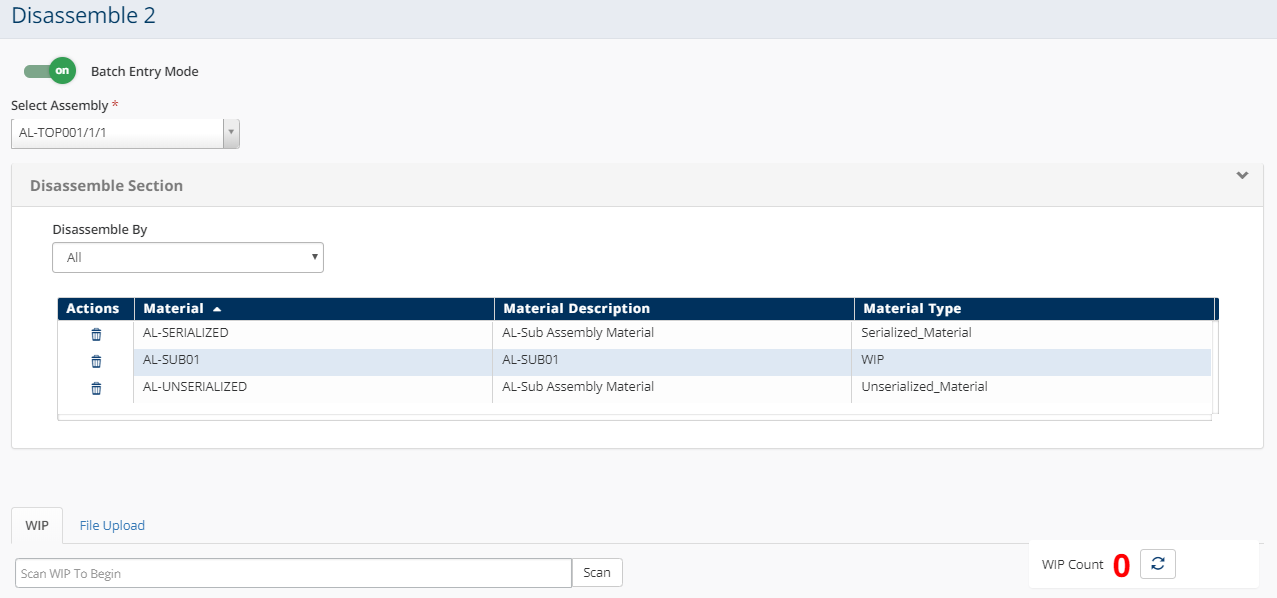 Disassemble 2
on Batch Entry Mode
Select Assembly *
AL-TOP001/1/1
Disassemble Section
Disassemble By
All
Actions Material Material Description Material Type
AL-SERIALIZED AL-Sub Assembly Material Serialized_Material
AL-SUB01 AL-SUB01 WIP
AL-UNSERIALIZED AL-Sub Assembly Material Unserialized_Material
WIP File Upload
Scan WIP To Begin Scan WIP Count 0